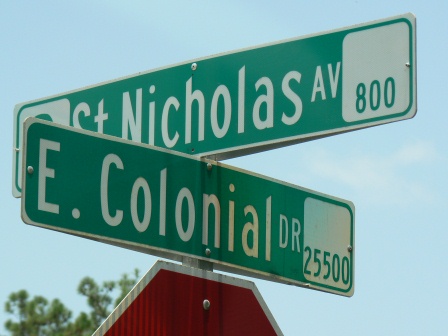 St Nicholas AV 800
E. Colonial DR 25500